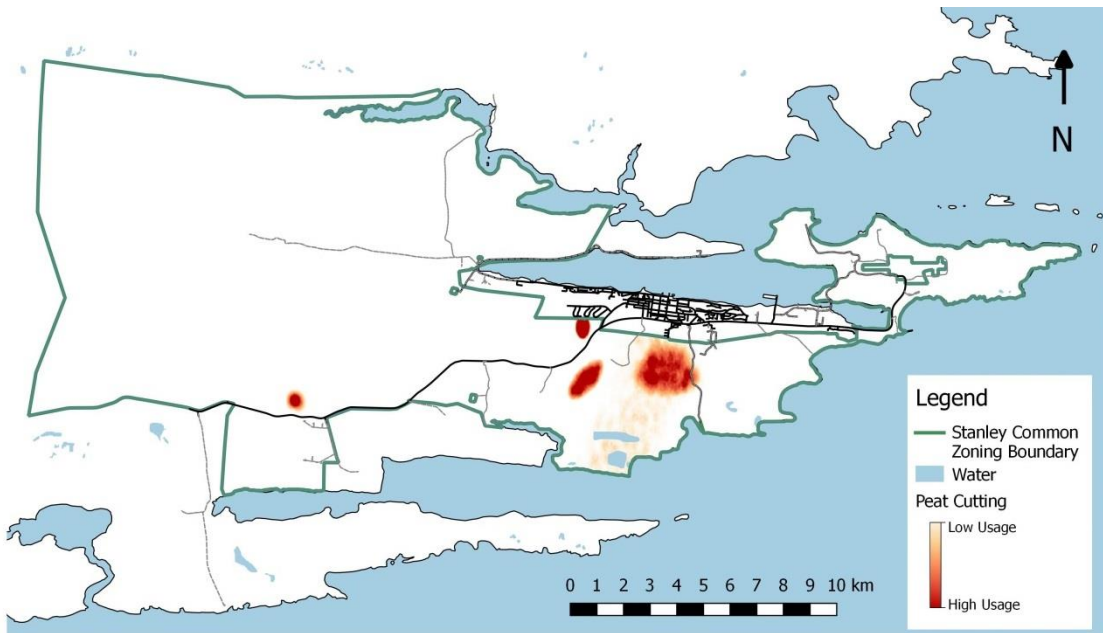 N
Legend
Stanley Common
Zoning Boundary
Water
Peat Cutting
Low Usage
High Usage
0 1 2 3 4 5 6 7 8 9 10 km